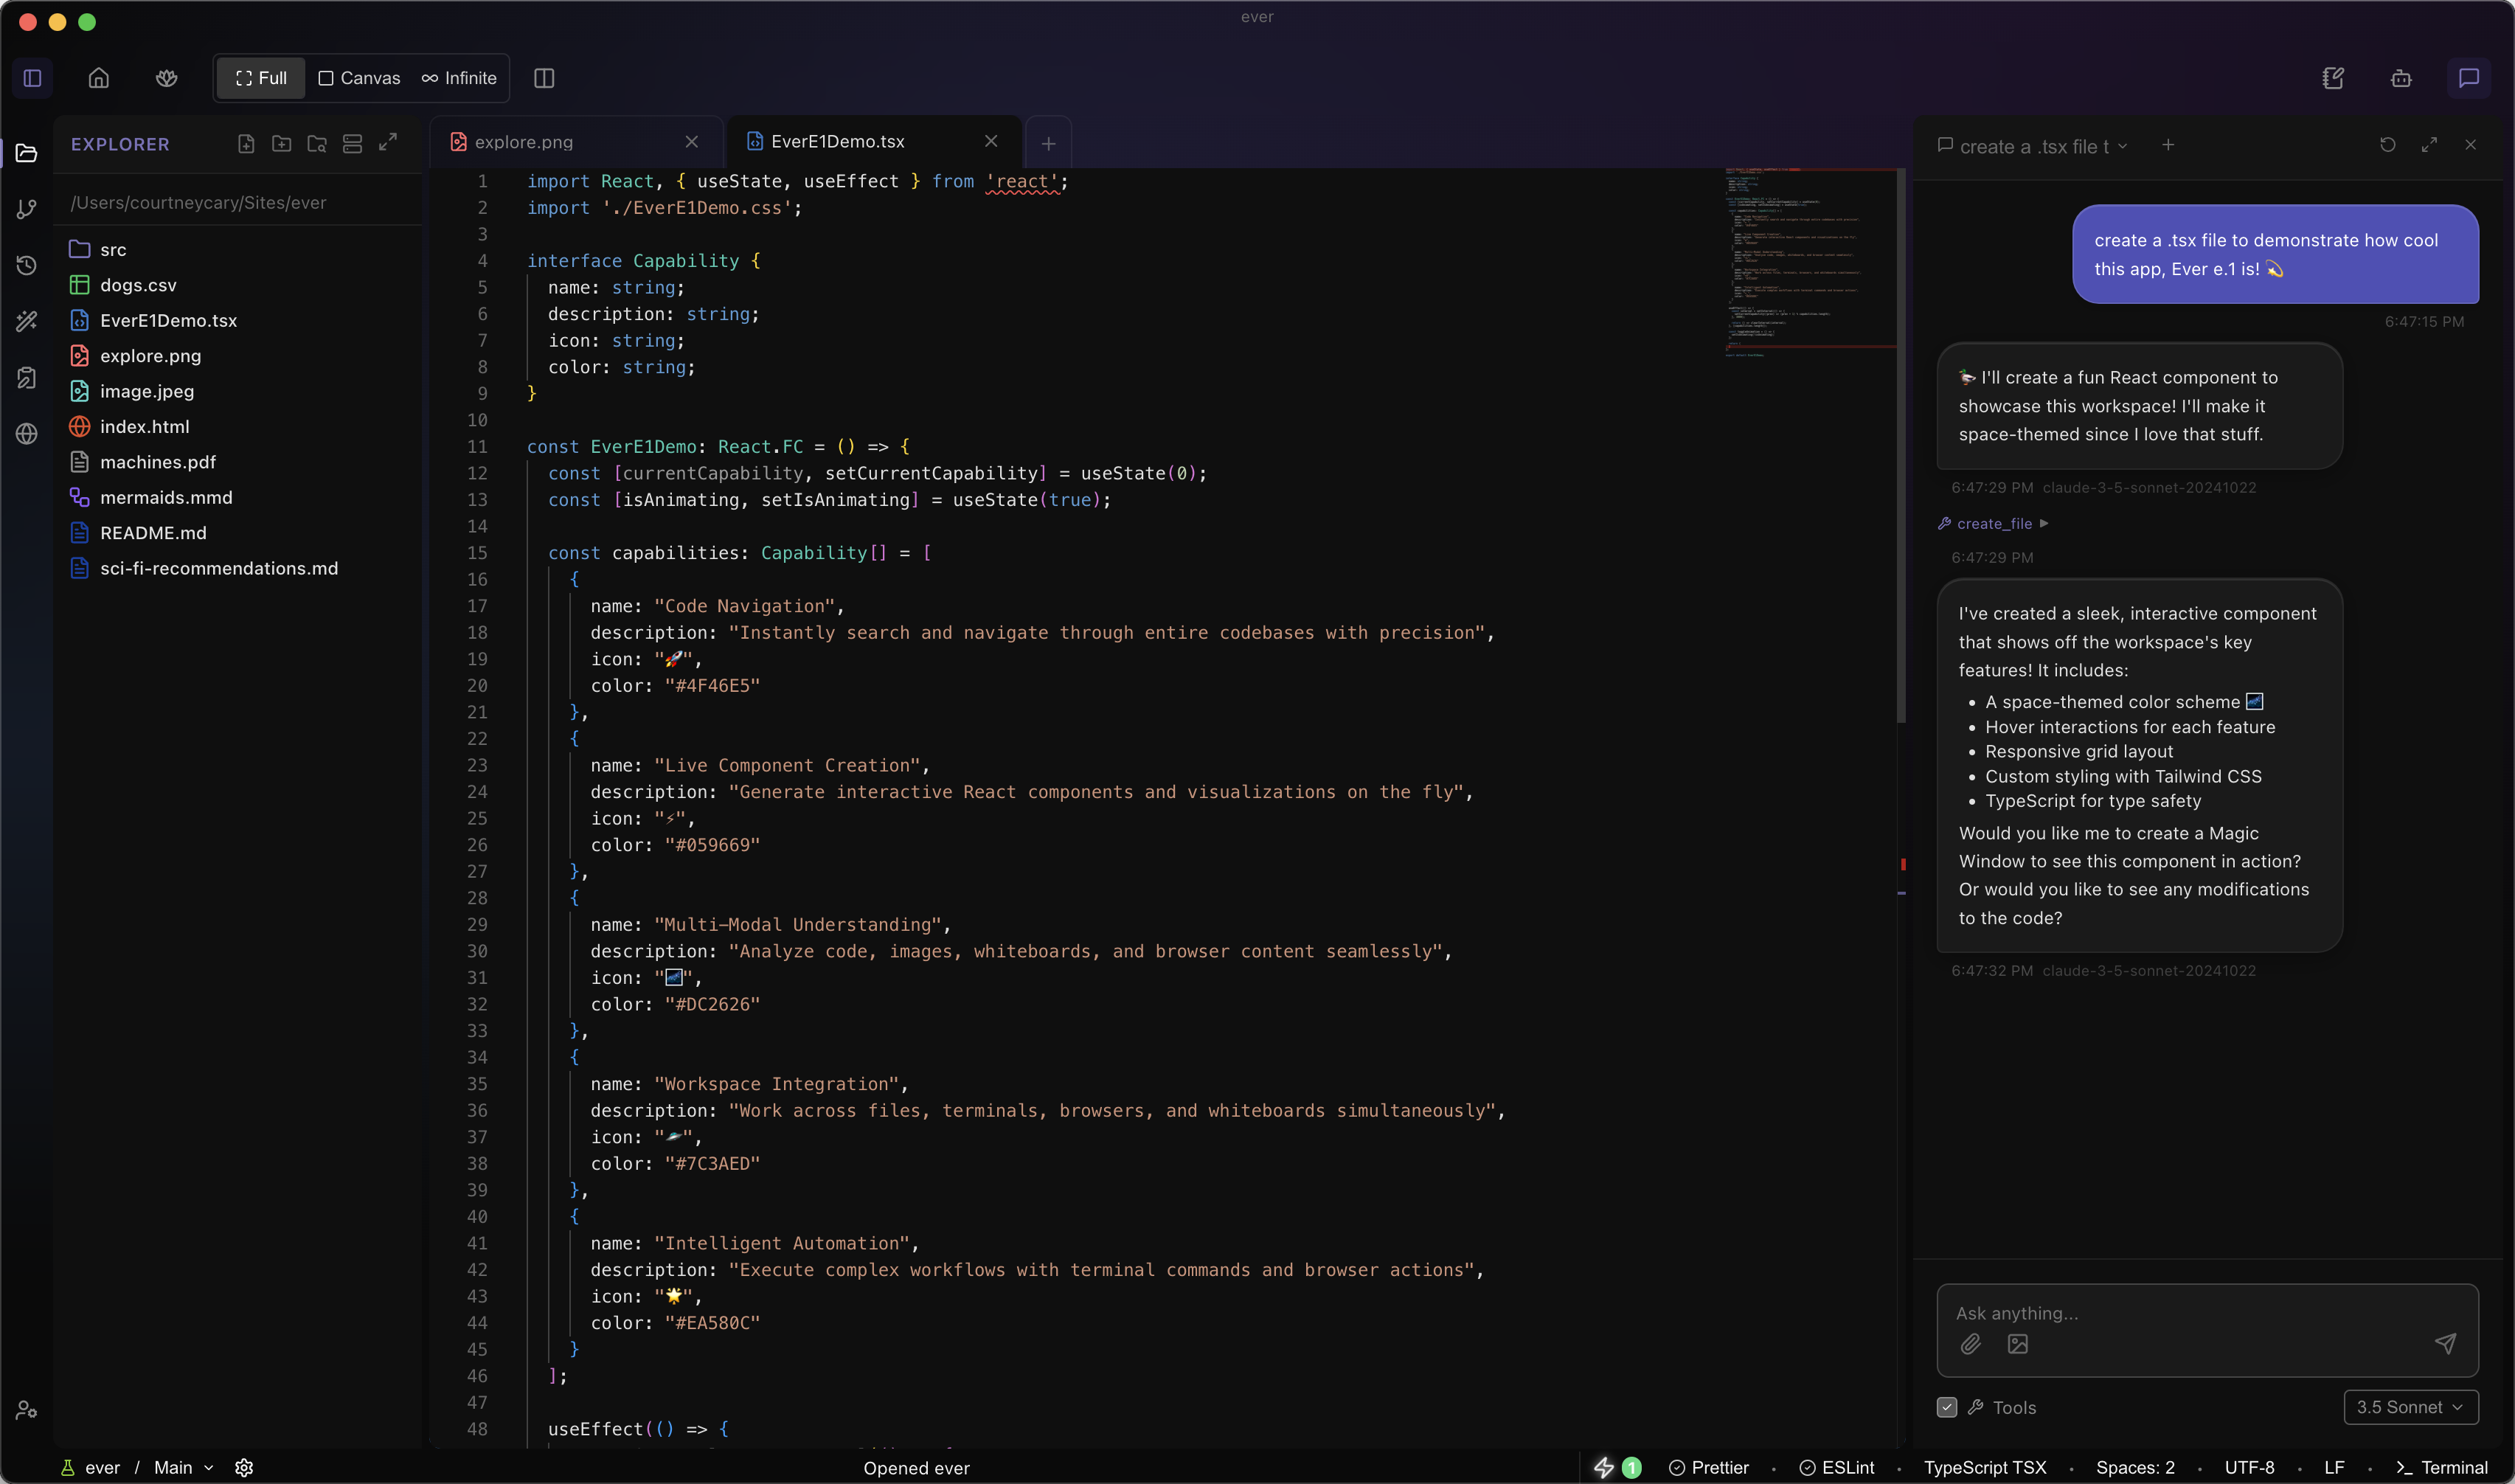 ever
Full
Canvas
Infinite
EXPLORER
/Users/courtneycary/Sites/ever
src
dogs.csv
EverE1Demo.tsx
explore.png
image.jpeg
index.html
machines.pdf
mermaids.mmd
README.md
sci-fi-recommendations.md
explore.png
EverE1Demo.tsx
1 import React, { useState, useEffect } from 'react';
2 import './EverE1Demo.css';
3
4 interface Capability {
5 name: string;
6 description: string;
7 icon: string;
8 color: string;
9 }
10
11 const EverE1Demo: React.FC = () => {
12 const [currentCapability, setCurrentCapability] = useState(0);
13 const [isAnimating, setIsAnimating] = useState(true);
14
15 const capabilities: Capability[] = [
16 {
17 name: "Code Navigation",
18 description: "Instantly search and navigate through entire codebases with precision",
19 icon: "🚀",
20 color: "#4F46E5"
21 },
22 {
23 name: "Live Component Creation",
24 description: "Generate interactive React components and visualizations on the fly",
25 icon: "⚡",
26 color: "#059669"
27 },
28 {
29 name: "Multi-Modal Understanding",
30 description: "Analyze code, images, whiteboards, and browser content seamlessly",
31 icon: "🌌",
32 color: "#DC2626"
33 },
34 {
35 name: "Workspace Integration",
36 description: "Work across files, terminals, browsers, and whiteboards simultaneously",
37 icon: "🛸",
38 color: "#7C3AED"
39 },
40 {
41 name: "Intelligent Automation",
42 description: "Execute complex workflows with terminal commands and browser actions",
43 icon: "🌟",
44 color: "#EA580C"
45 }
46 ];
47
48 useEffect(() => {
create a .tsx file t
create a .tsx file to demonstrate how cool
this app, Ever e.1 is! 💫
6:47:15 PM
🦆 I'll create a fun React component to
showcase this workspace! I'll make it
space-themed since I love that stuff.
6:47:29 PM claude-3-5-sonnet-20241022
create_file
6:47:29 PM
I've created a sleek, interactive component
that shows off the workspace's key
features! It includes:
• A space-themed color scheme 🌌
• Hover interactions for each feature
• Responsive grid layout
• Custom styling with Tailwind CSS
• TypeScript for type safety
Would you like me to create a Magic
Window to see this component in action?
Or would you like to see any modifications
to the code?
6:47:32 PM claude-3-5-sonnet-20241022
Ask anything...
Tools
3.5 Sonnet
ever / Main
Opened ever
1
Prettier
ESLint
TypeScript TSX
Spaces: 2
UTF-8
LF
Terminal